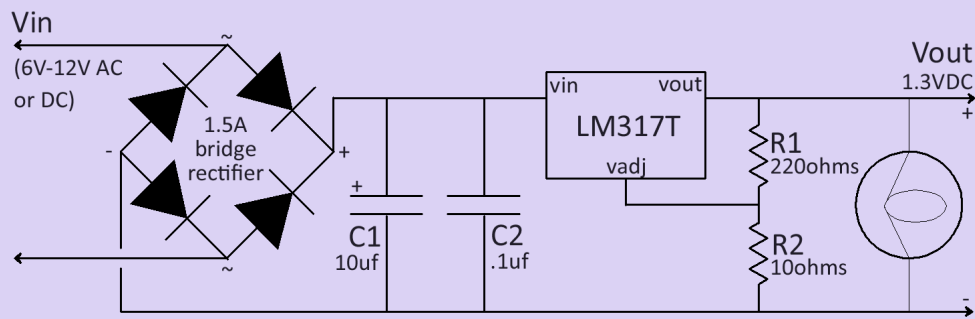 Vin
(6V-12V AC
or DC)
~
1.5A
bridge
rectifier
-
+
~
+
C1
10uf
C2
.1uf
vin
vout
LM317T
vadj
R1
220ohms
R2
10ohms
Vout
1.3VDC
+
-